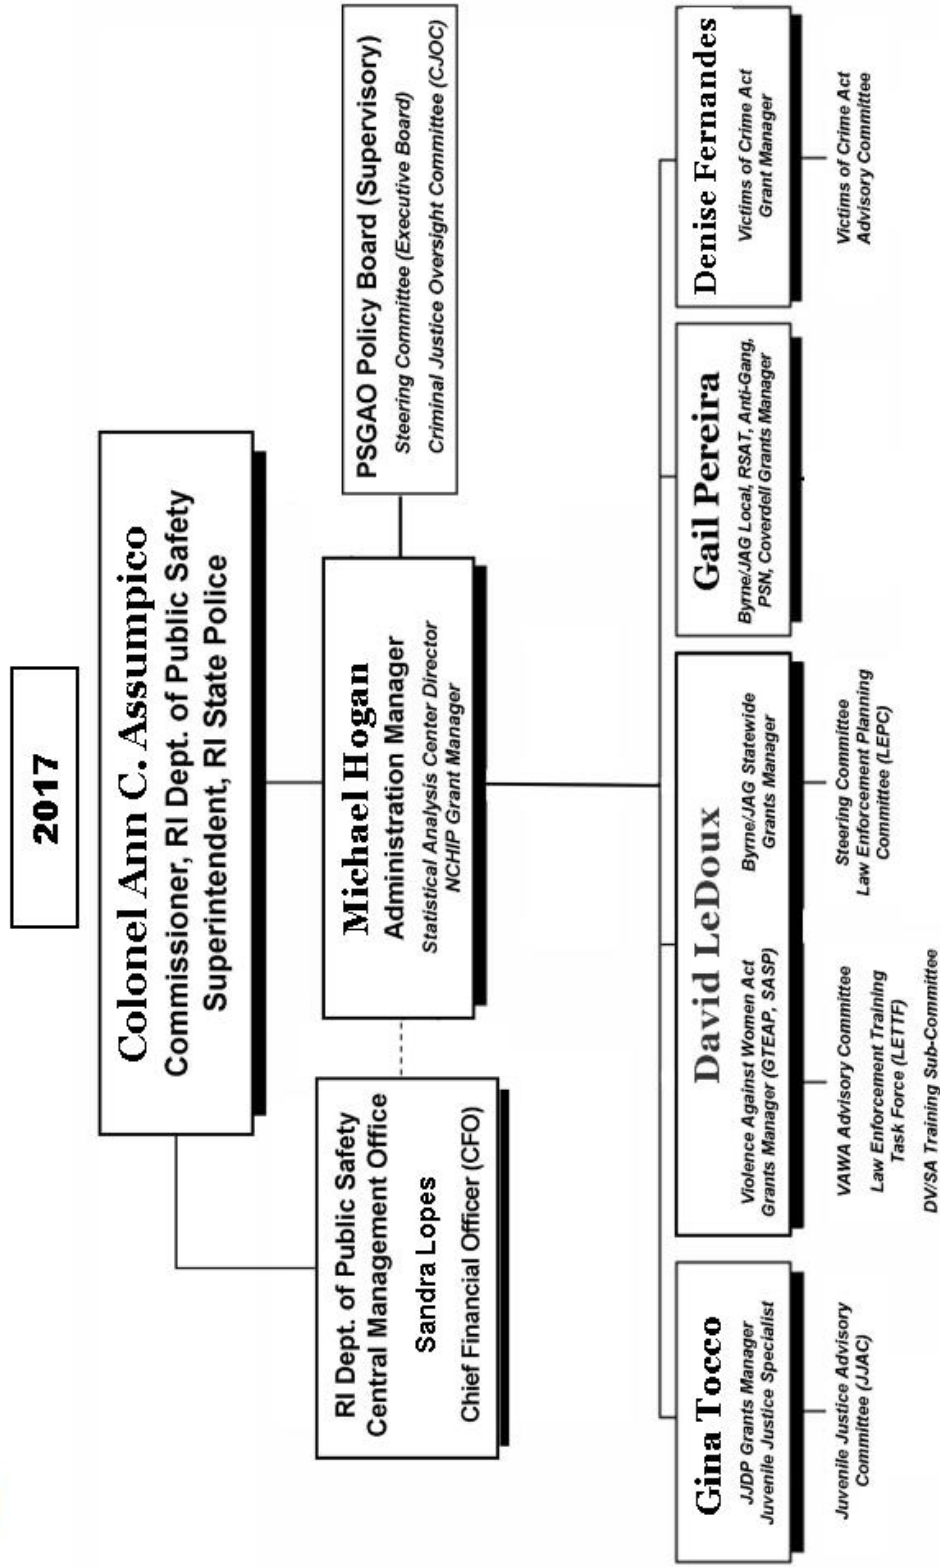 2017
Colonel Ann C. Assumpico
Commissioner, RI Dept. of Public Safety
Superintendent, RI State Police
RI Dept. of Public Safety
Central Management Office
Sandra Lopes
Chief Financial Officer (CFO)
Michael Hogan
Administration Manager
Statistical Analysis Center Director
NCHIP Grant Manager
PSGAO Policy Board (Supervisory)
Steering Committee (Executive Board)
Criminal Justice Oversight Committee (CJOC)
Gina Tocco
JJDP Grants Manager
Juvenile Justice Specialist
Juvenile Justice Advisory
Committee (JJAC)
David LeDoux
Violence Against Women Act
Grants Manager (GTEAP, SASP)
Byrne/JAG Statewide
Grants Manager
VAWA Advisory Committee
Law Enforcement Training
Task Force (LETTF)
DV/SA Training Sub-Committee
Steering Committee
Law Enforcement Planning
Committee (LEPC)
Gail Pereira
Byrne/JAG Local, RSAT, Anti-Gang,
PSN, Coverdell Grants Manager
Denise Fernandes
Victims of Crime Act
Grant Manager
Victims of Crime Act
Advisory Committee